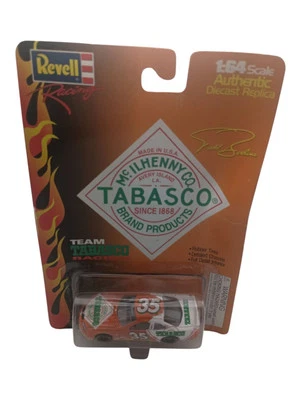 Revell
Racing
1:64 Scale
Authentic
Diecast Replica
MADE IN U.S.A.
McILHENNY CO.
AVERY ISLAND
LA.
TABASCO®
SINCE 1868
BRAND PRODUCTS
TEAM
TABASCO
RACING
35
35